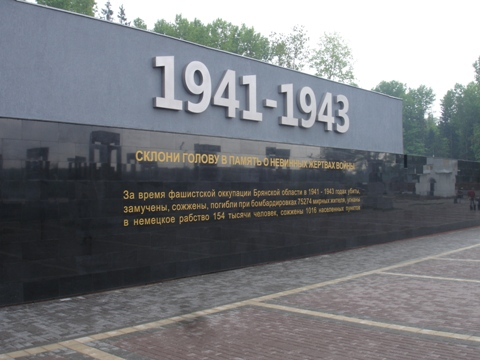 1941-1943
СКЛОНИ ГОЛОВУ В ПАМЯТЬ О НЕВИННЫХ ЖЕРТВАХ ВОЙНЫ
За время фашистской оккупации Брянской области в 1941 - 1943 годах убиты,
замучены, сожжены, погибли при бомбардировках 75274 мирных жителя, угнаны
в немецкое рабство 154 тысячи человек, сожжены 1016 населенных пунктов